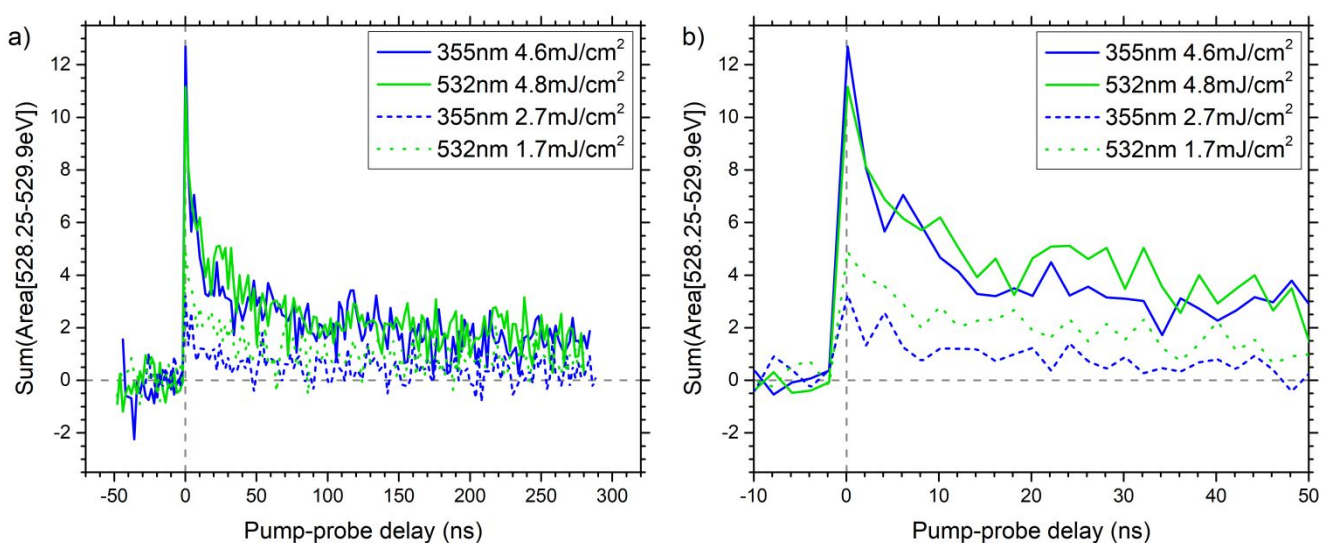 a)
Sum(Area[528.25-529.9eV])
12
10
8
6
4
2
0
-2
-50 0 50 100 150 200 250 300
Pump-probe delay (ns)
355nm 4.6mJ/cm²
532nm 4.8mJ/cm²
355nm 2.7mJ/cm²
532nm 1.7mJ/cm²
b)
Sum(Area[528.25-529.9eV])
12
10
8
6
4
2
0
-2
-10 0 10 20 30 40 50
Pump-probe delay (ns)
355nm 4.6mJ/cm²
532nm 4.8mJ/cm²
355nm 2.7mJ/cm²
532nm 1.7mJ/cm²